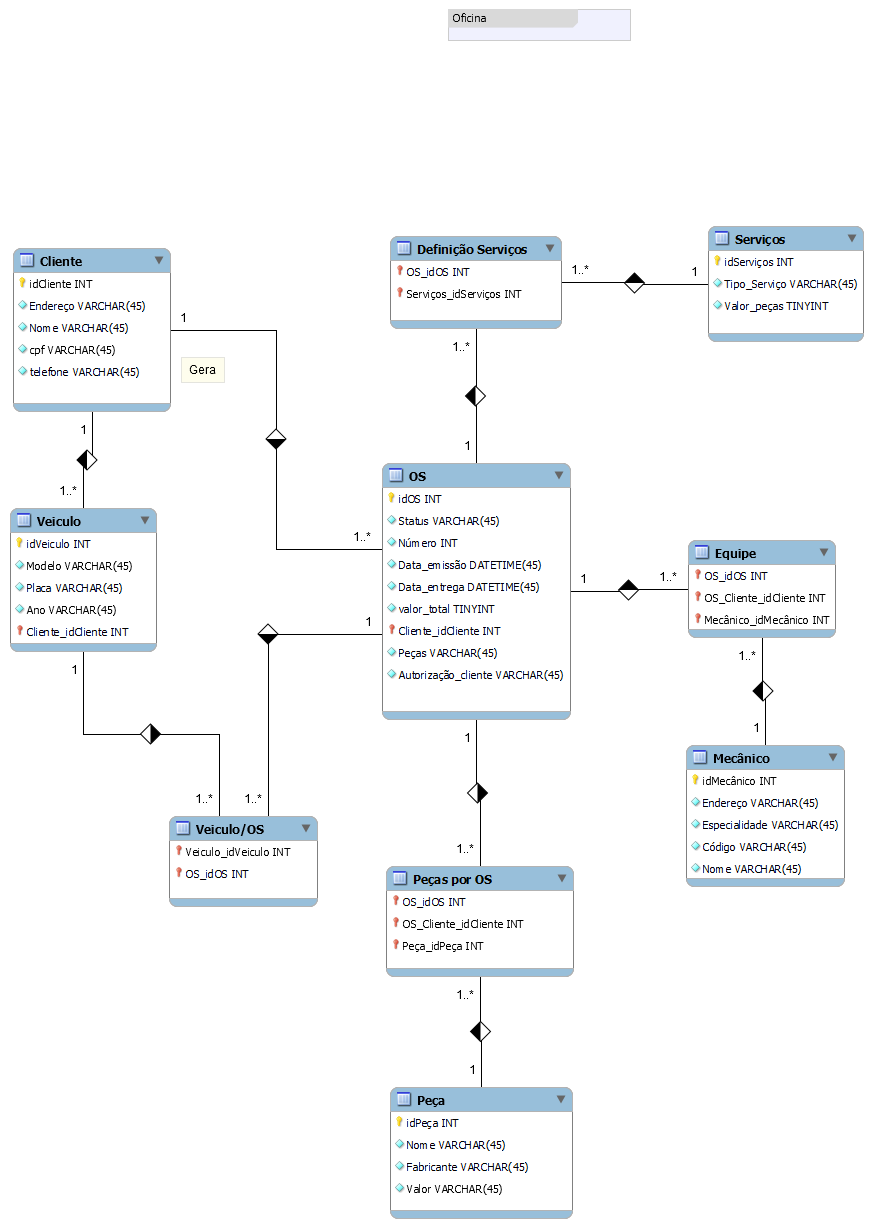 Oficina
Cliente
idCliente INT
Endereço VARCHAR(45)
Nome VARCHAR(45)
cpf VARCHAR(45)
telefone VARCHAR(45)
Definição Serviços
OS_idOS INT
Serviços_idServiços INT
1..*
1
Serviços
idServiços INT
Tipo_Serviço VARCHAR(45)
Valor_peças TINYINT
1
Gera
1..*
1..*
1
1
1..*
Veiculo
idVeiculo INT
Modelo VARCHAR(45)
Placa VARCHAR(45)
Ano VARCHAR(45)
Cliente_idCliente INT
OS
idOS INT
Status VARCHAR(45)
Número INT
Data_emissão DATETIME(45)
Data_entrega DATETIME(45)
valor_total TINYINT
Cliente_idCliente INT
Peças VARCHAR(45)
Autorização_cliente VARCHAR(45)
1
1..*
Equipe
OS_idOS INT
OS_Cliente_idCliente INT
Mecânico_idMecânico INT
1..*
1
Mecânico
idMecânico INT
Endereço VARCHAR(45)
Especialidade VARCHAR(45)
Código VARCHAR(45)
Nome VARCHAR(45)
1
1
1..*
1..*
Veiculo/OS
Veiculo_idVeiculo INT
OS_idOS INT
1
1..*
Peças por OS
OS_idOS INT
OS_Cliente_idCliente INT
Peça_idPeça INT
1..*
1
Peça
idPeça INT
Nome VARCHAR(45)
Fabricante VARCHAR(45)
Valor VARCHAR(45)